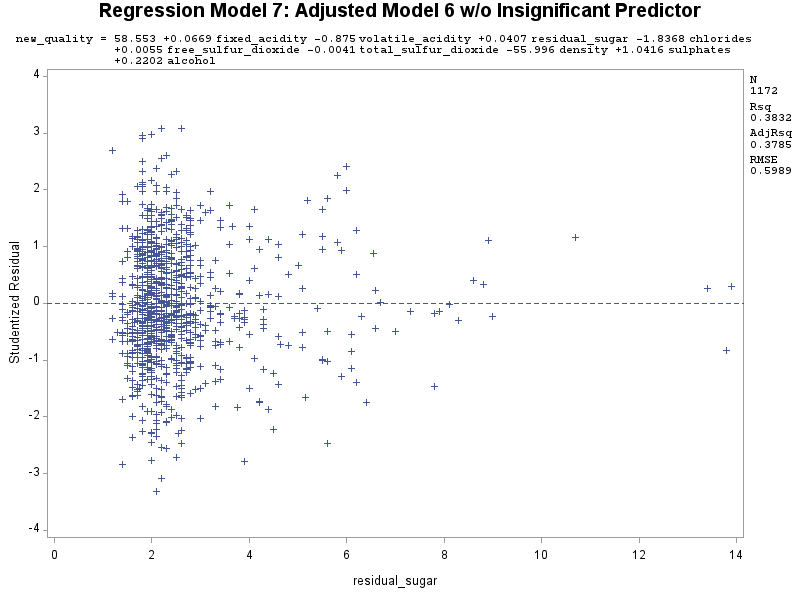 Regression Model 7: Adjusted Model 6 w/o Insignificant Predictor
new_quality = 58.553 +0.0669 fixed_acidity -0.875 volatile_acidity +0.0407 residual_sugar -1.8368 chlorides
+0.0055 free_sulfur_dioxide -0.0041 total_sulfur_dioxide -55.996 density +1.0416 sulphates
+0.2202 alcohol
4
3
2
1
0
-1
-2
-3
-4
Studentized Residual
0 2 4 6 8 10 12 14
residual_sugar
N
1172
Rsq
0.3832
AdjRsq
0.3785
RMSE
0.5989